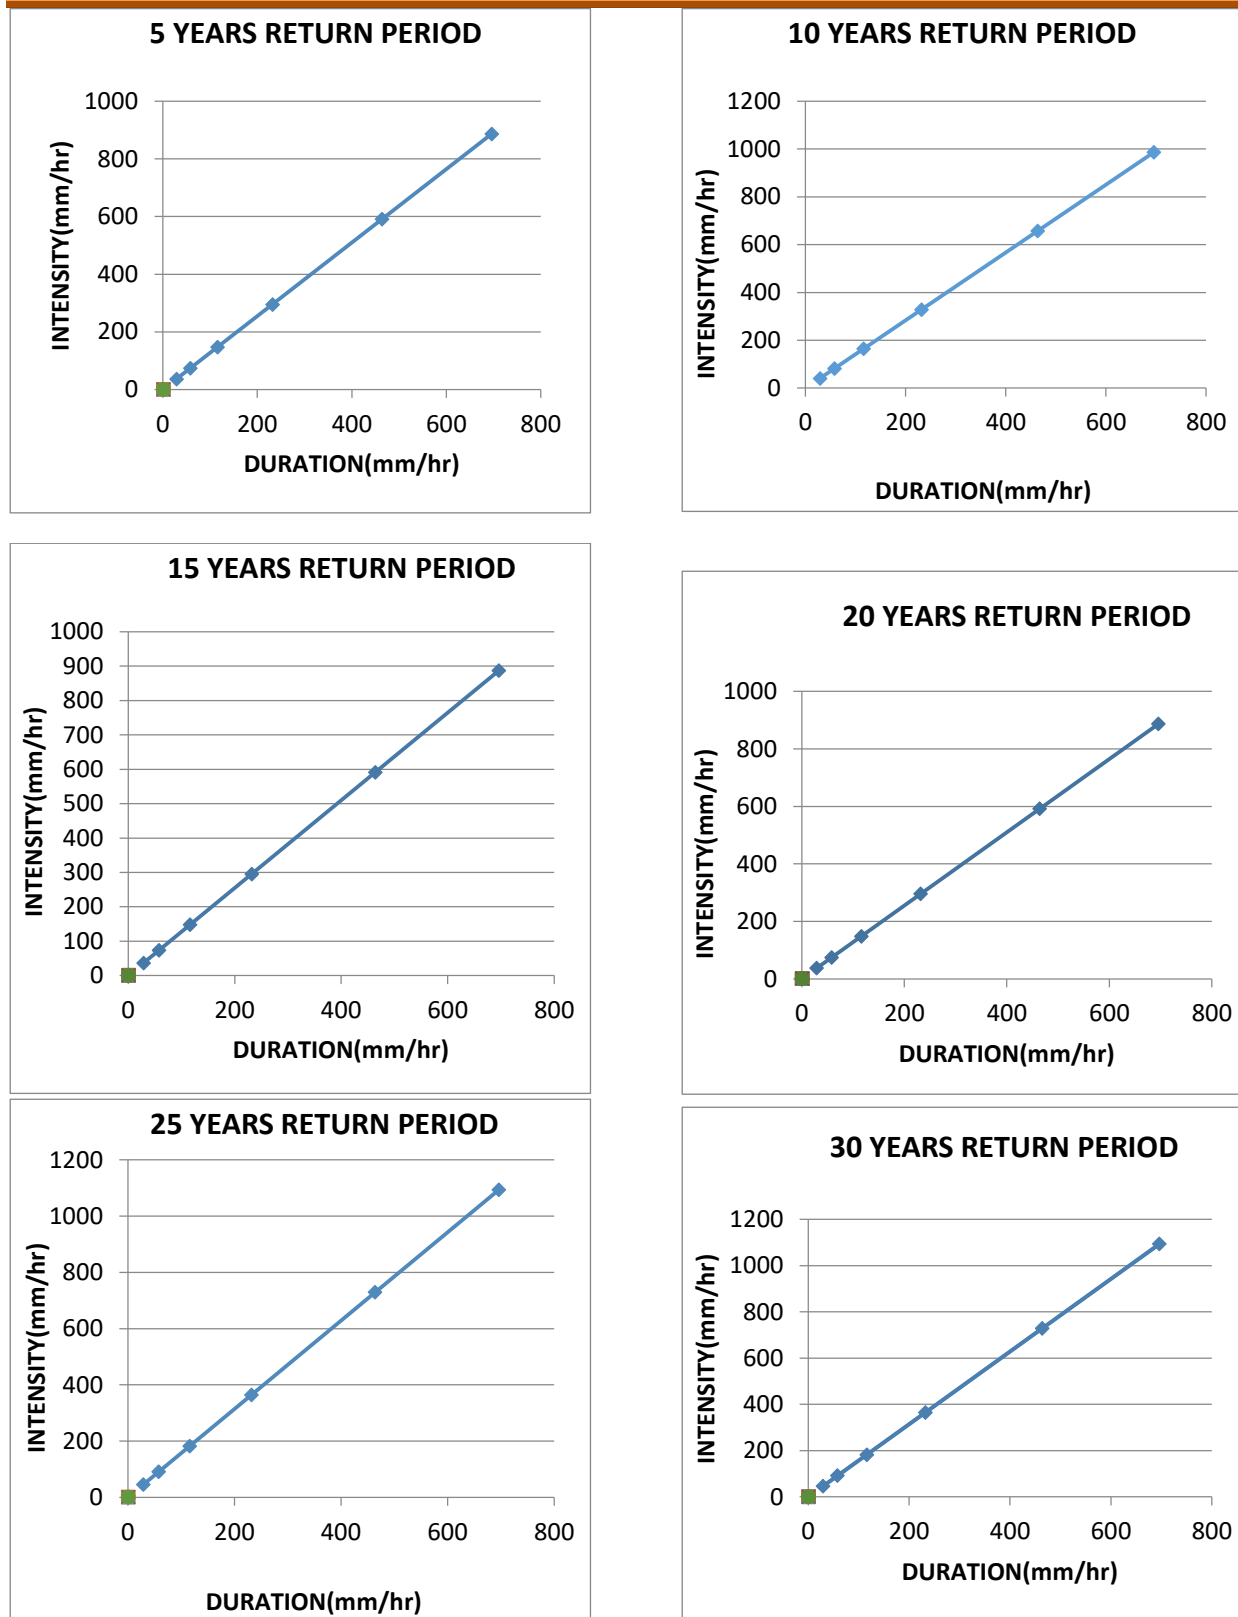 5 YEARS RETURN PERIOD
1000
800
600
400
200
0
0 200 400 600 800
INTENSITY(mm/hr)
DURATION(mm/hr)
10 YEARS RETURN PERIOD
1200
1000
800
600
400
200
0
0 200 400 600 800
INTENSITY(mm/hr)
DURATION(mm/hr)
15 YEARS RETURN PERIOD
1000
900
800
700
600
500
400
300
200
100
0
0 200 400 600 800
INTENSITY(mm/hr)
DURATION(mm/hr)
20 YEARS RETURN PERIOD
1000
800
600
400
200
0
0 200 400 600 800
INTENSITY(mm/hr)
DURATION(mm/hr)
25 YEARS RETURN PERIOD
1200
1000
800
600
400
200
0
0 200 400 600 800
INTENSITY(mm/hr)
DURATION(mm/hr)
30 YEARS RETURN PERIOD
1200
1000
800
600
400
200
0
0 200 400 600 800
INTENSITY(mm/hr)
DURATION(mm/hr)